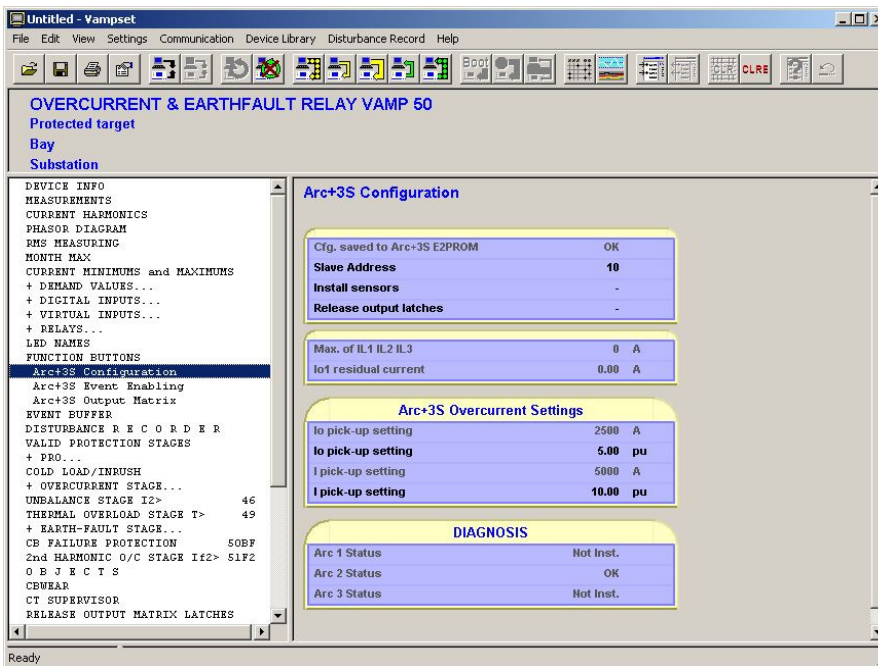 Untitled - Vampset
File Edit View Settings Communication Device Library Disturbance Record Help
Boot
CLR CLRE
OVERCURRENT & EARTHFAULT RELAY VAMP 50
Protected target
Bay
Substation
DEVICE INFO
MEASUREMENTS
CURRENT HARMONICS
PHASOR DIAGRAM
RMS MEASURING
MONTH MAX
CURRENT MINIMUMS and MAXIMUMS
+ DEMAND VALUES...
+ DIGITAL INPUTS...
+ VIRTUAL INPUTS...
+ RELAYS...
LED NAMES
FUNCTION BUTTONS
Arc+3S Configuration
Arc+3S Event Enabling
Arc+3S Output Matrix
EVENT BUFFER
DISTURBANCE R E C O R D E R
VALID PROTECTION STAGES
+ PRO...
COLD LOAD/INRUSH
+ OVERCURRENT STAGE...
UNBALANCE STAGE I2> 46
THERMAL OVERLOAD STAGE T> 49
+ EARTH-FAULT STAGE...
CB FAILURE PROTECTION 50BF
2nd HARMONIC O/C STAGE If2> 51F2
O B J E C T S
CBWEAR
CT SUPERVISOR
RELEASE OUTPUT MATRIX LATCHES
Arc+3S Configuration
Cfg. saved to Arc+3S E2PROM OK
Slave Address 10
Install sensors -
Release output latches -
Max. of IL1 IL2 IL3 0 A
Io1 residual current 0.00 A
Arc+3S Overcurrent Settings
Io pick-up setting 2500 A
Io pick-up setting 5.00 pu
I pick-up setting 5000 A
I pick-up setting 10.00 pu
DIAGNOSIS
Arc 1 Status Not Inst.
Arc 2 Status OK
Arc 3 Status Not Inst.
Ready